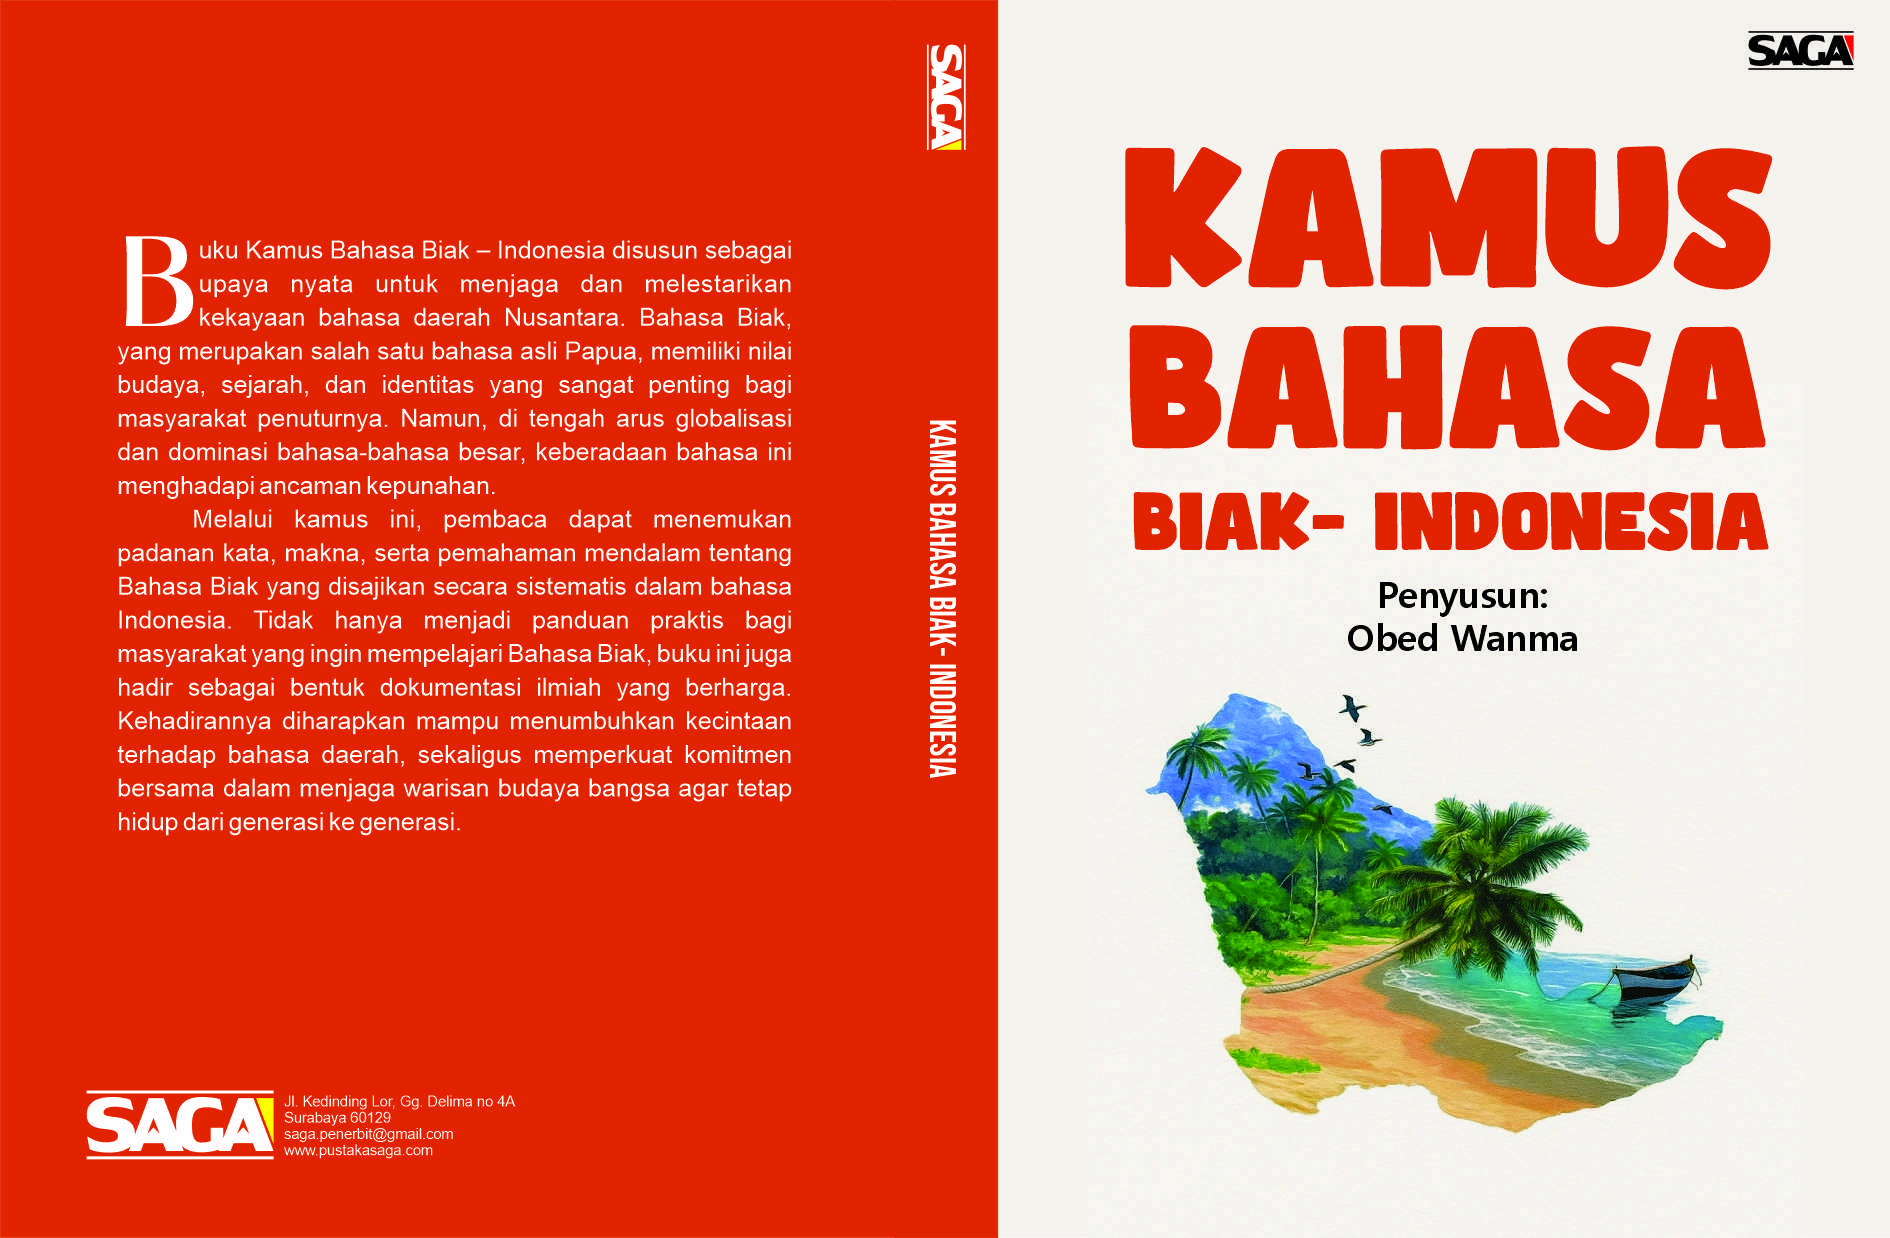 Buku Kamus Bahasa Biak – Indonesia disusun sebagai
upaya nyata untuk menjaga dan melestarikan
kekayaan bahasa daerah Nusantara. Bahasa Biak,
yang merupakan salah satu bahasa asli Papua, memiliki nilai
budaya, sejarah, dan identitas yang sangat penting bagi
masyarakat penuturnya. Namun, di tengah arus globalisasi
dan dominasi bahasa-bahasa besar, keberadaan bahasa ini
menghadapi ancaman kepunahan.
Melalui kamus ini, pembaca dapat menemukan
padanan kata, makna, serta pemahaman mendalam tentang
Bahasa Biak yang disajikan secara sistematis dalam bahasa
Indonesia. Tidak hanya menjadi panduan praktis bagi
masyarakat yang ingin mempelajari Bahasa Biak, buku ini juga
hadir sebagai bentuk dokumentasi ilmiah yang berharga.
Kehadirannya diharapkan mampu menumbuhkan kecintaan
terhadap bahasa daerah, sekaligus memperkuat komitmen
bersama dalam menjaga warisan budaya bangsa agar tetap
hidup dari generasi ke generasi.
SAGA
Jl. Kedinding Lor, Gg. Delima no 4A
Surabaya 60129
saga.penerbit@gmail.com
www.pustakasaga.com
SAGA
KAMUS BAHASA BIAK- INDONESIA
SAGA
KAMUS
BAHASA
BIAK- INDONESIA
Penyusun:
Obed Wanma